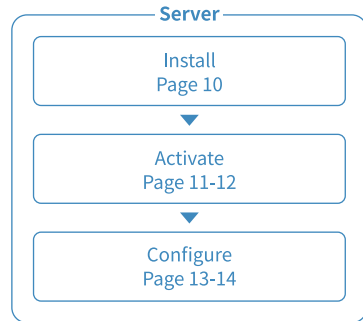 Server
Install
Page 10
Activate
Page 11-12
Configure
Page 13-14